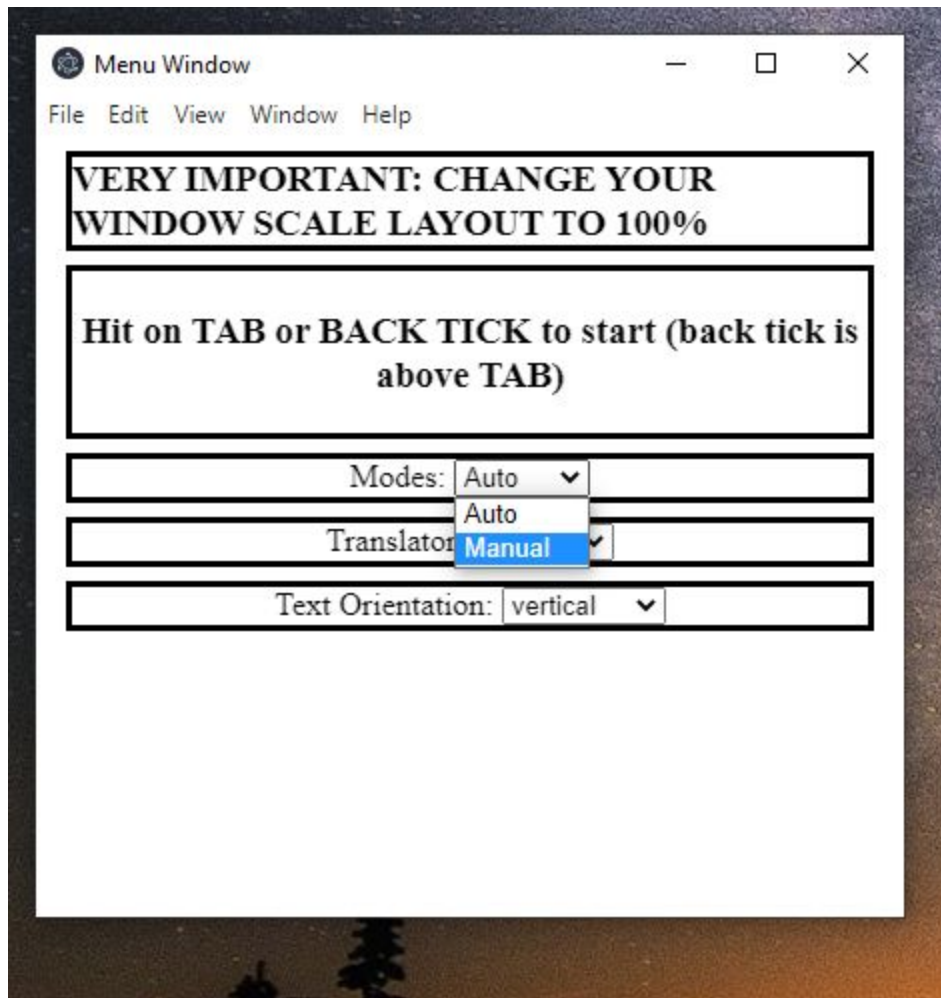 Menu Window
File Edit View Window Help
VERY IMPORTANT: CHANGE YOUR
WINDOW SCALE LAYOUT TO 100%
Hit on TAB or BACK TICK to start (back tick is
above TAB)
Modes: Auto
Auto
Manual
Translator
Text Orientation: vertical